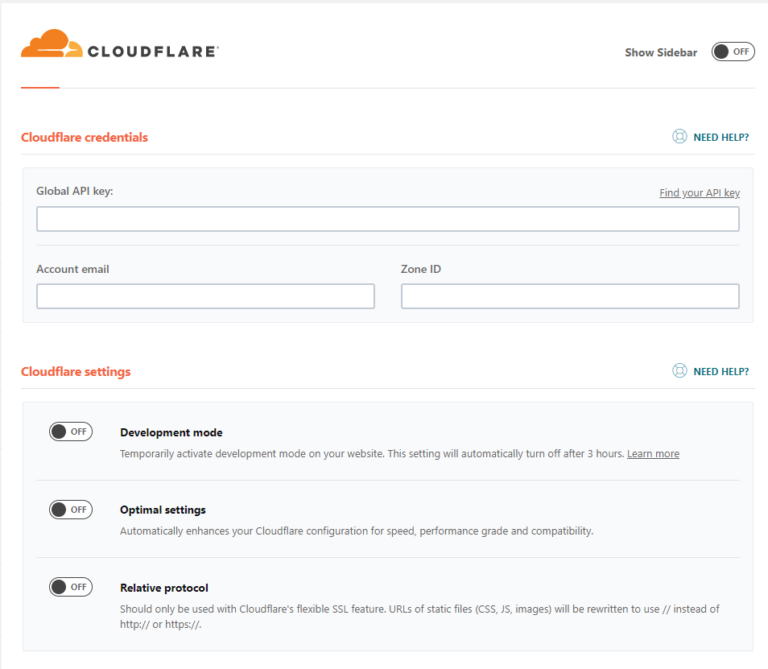 CLOUDFLARE
Show Sidebar
OFF
Cloudflare credentials
NEED HELP?
Global API key:
Find your API key
Account email
Zone ID
Cloudflare settings
NEED HELP?
OFF
Development mode
Temporarily activate development mode on your website. This setting will automatically turn off after 3 hours. Learn more
OFF
Optimal settings
Automatically enhances your Cloudflare configuration for speed, performance grade and compatibility.
OFF
Relative protocol
Should only be used with Cloudflare's flexible SSL feature. URLs of static files (CSS, JS, images) will be rewritten to use // instead of
http:// or https://.